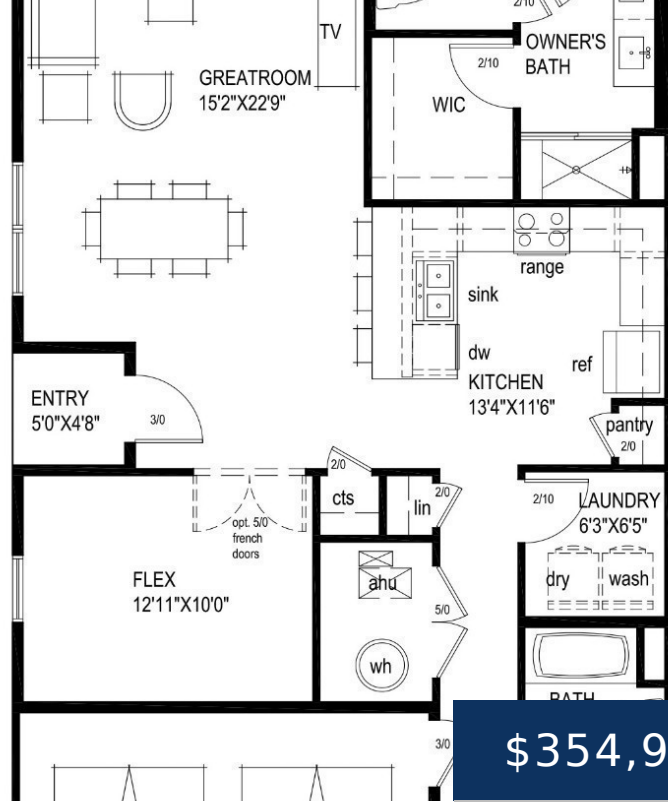 2/10
TV
OWNER'S
BATH
2/10
GREATROOM
15'2"X22'9"
WIC
range
sink
dw
ref
KITCHEN
13'4"X11'6"
ENTRY
5'0"X4'8"
3/0
pantry
2/0
2/0
cts
lin
2/0
2/10
LAUNDRY
6'3"X6'5"
opt. 5/0
french
doors
FLEX
12'11"X10'0"
ahu
5/0
dry
wash
wh
BATH
3/0
$354,9